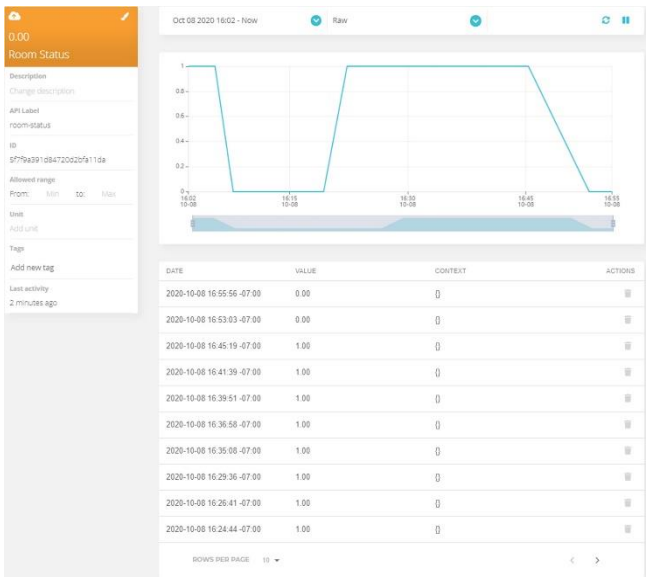 0.00
Room Status
Description
Change description
API Label
room-status
ID
5f7f9a391d84720d2bfa11da
Allowed range
From: Min to: Max
Unit
Add unit
Tags
Add new tag
Last activity
2 minutes ago
Oct 08 2020 16:02 - Now Raw
1
0.8
0.6
0.4
0.2
0
16:02 16:15 16:30 16:45 16:55
10-08 10-08 10-08 10-08 10-08
DATE VALUE CONTEXT ACTIONS
2020-10-08 16:55:56 -07:00 0.00 {}
2020-10-08 16:53:03 -07:00 0.00 {}
2020-10-08 16:45:19 -07:00 1.00 {}
2020-10-08 16:41:39 -07:00 1.00 {}
2020-10-08 16:39:51 -07:00 1.00 {}
2020-10-08 16:36:58 -07:00 1.00 {}
2020-10-08 16:35:08 -07:00 1.00 {}
2020-10-08 16:29:36 -07:00 1.00 {}
2020-10-08 16:26:41 -07:00 1.00 {}
2020-10-08 16:24:44 -07:00 1.00 {}
ROWS PER PAGE 10